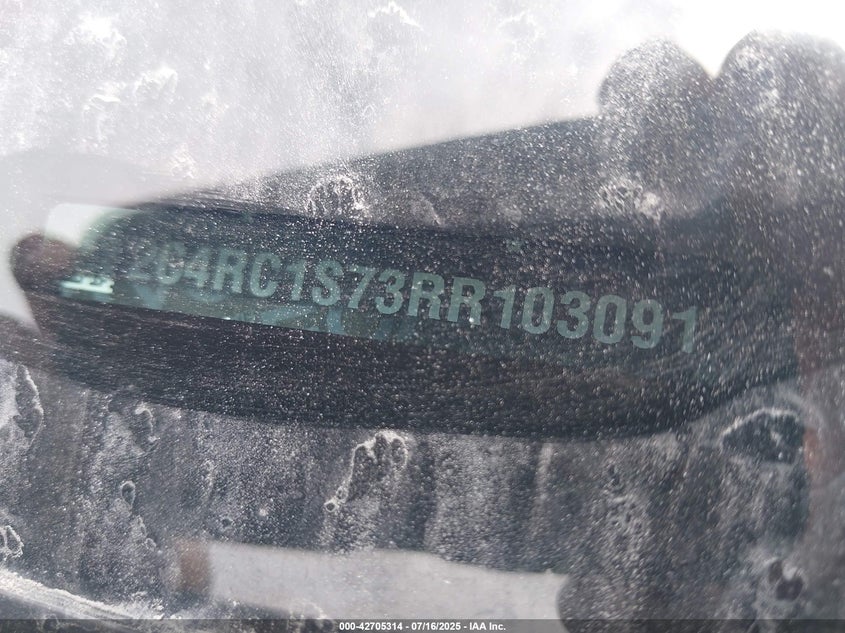 2C4RC1S73RR103091
000-42705314 - 07/16/2025 - IAA Inc.